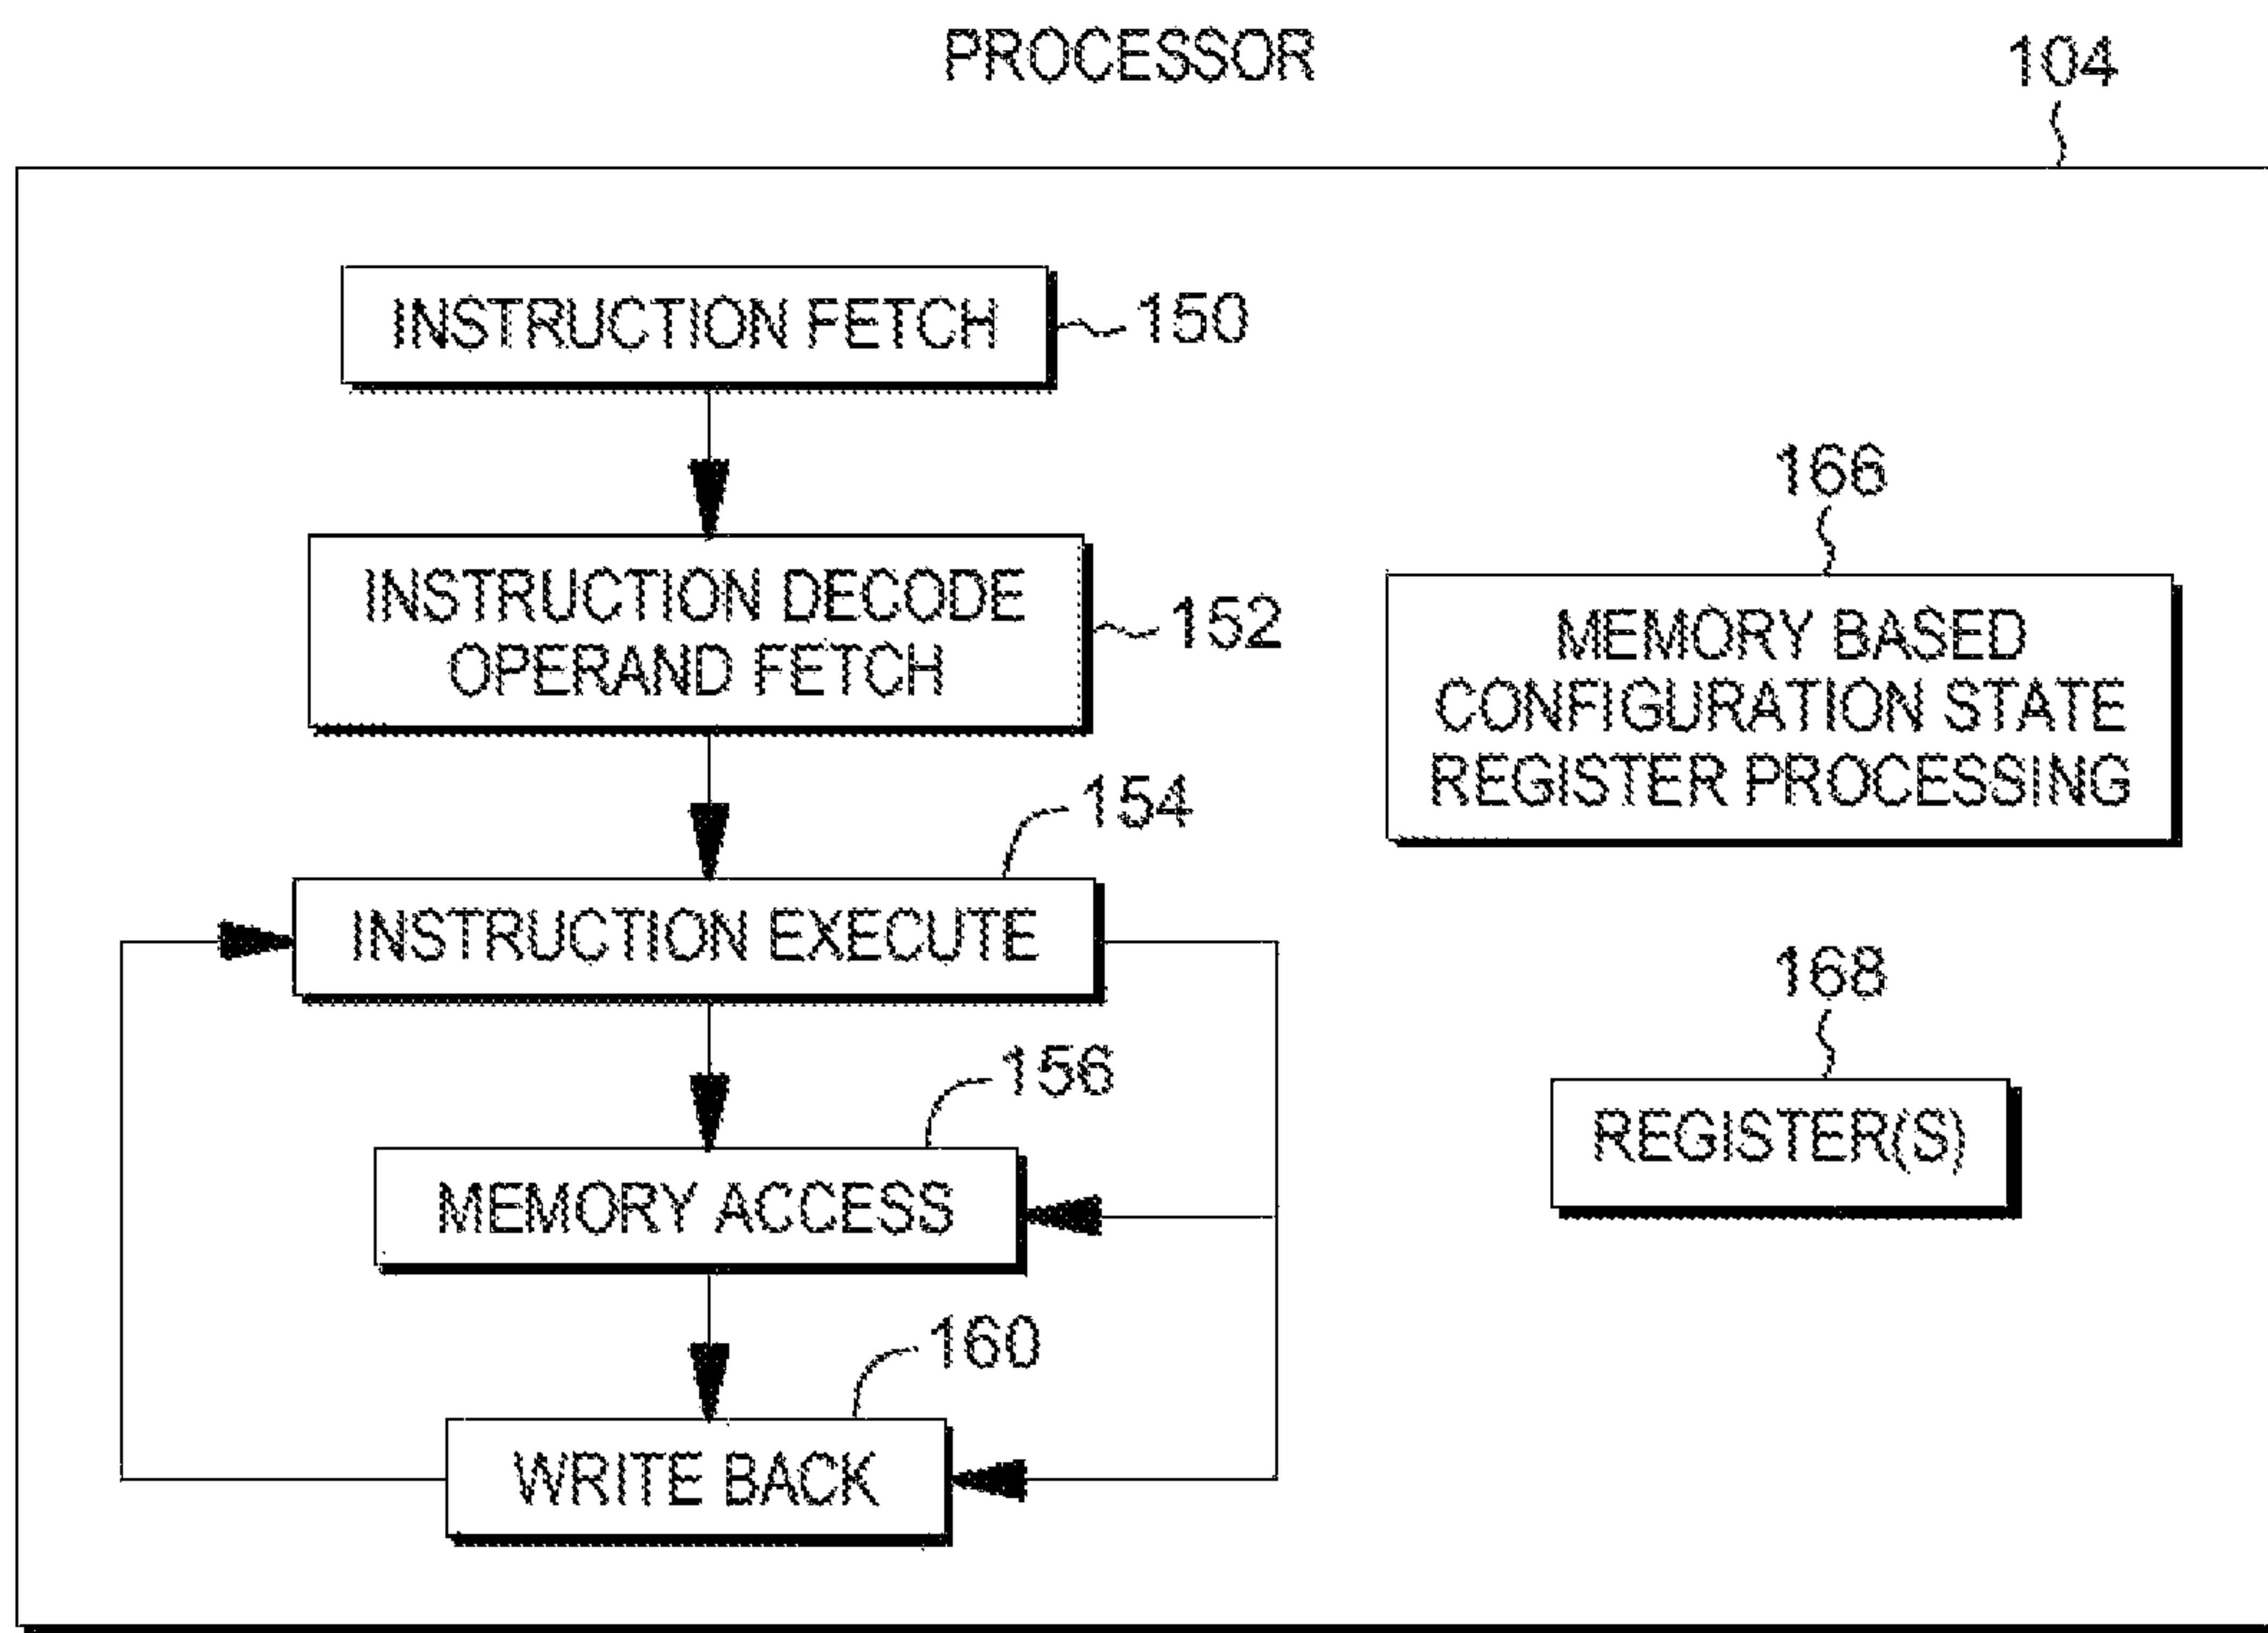 PROCESSOR
104
INSTRUCTION FETCH
150
INSTRUCTION DECODE
OPERAND FETCH
152
166
MEMORY BASED
CONFIGURATION STATE
REGISTER PROCESSING
154
INSTRUCTION EXECUTE
168
REGISTER(S)
156
MEMORY ACCESS
160
WRITE BACK